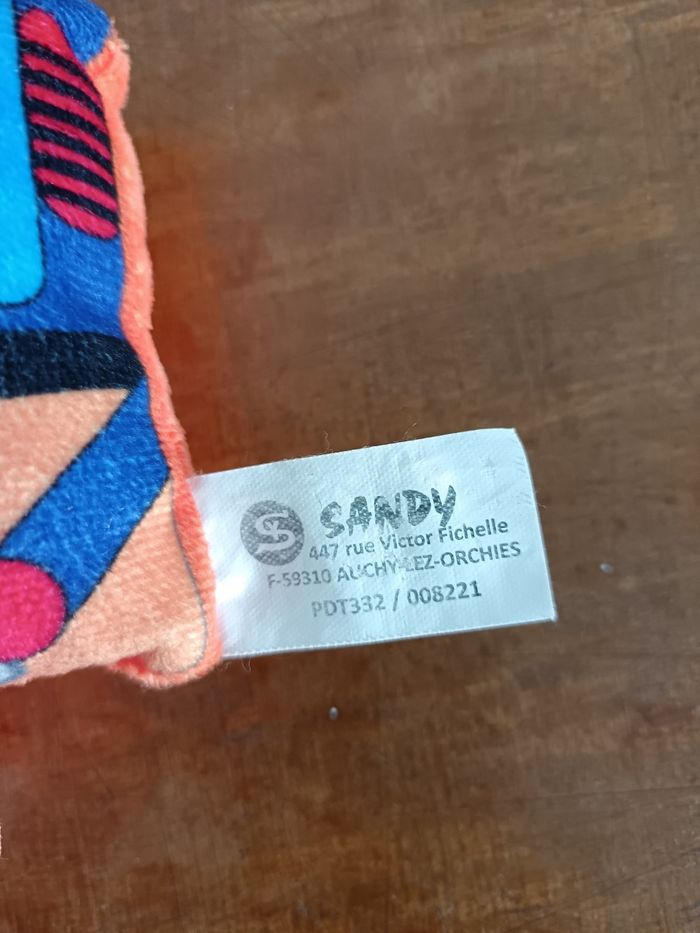 SANDY
447 rue Victor Fichelle
F-59310 AUCHY-LEZ-ORCHIES
PDT332 / 008221